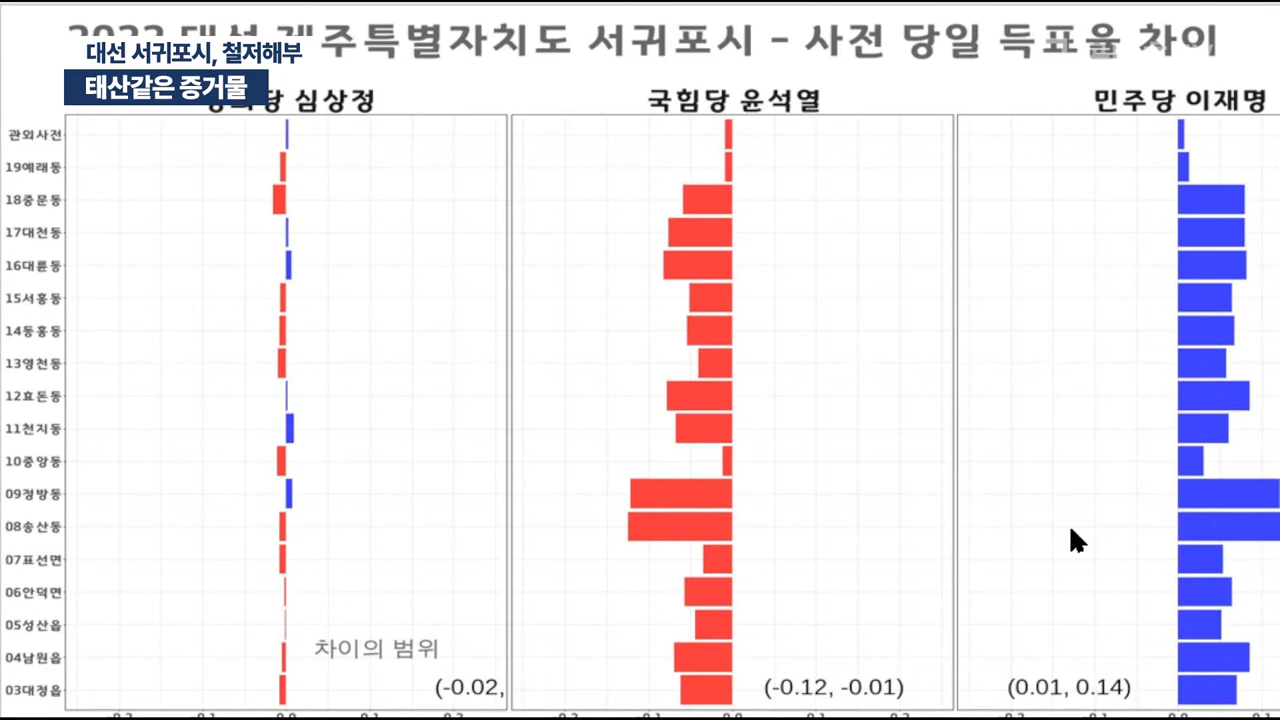 2022 대선 제주특별자치도 서귀포시 - 사전 당일 득표율 차이
대선 서귀포시, 철저해부
태산같은 증거물
당 심상정
국힘당 윤석열
민주당 이재명
관외사전
19예래동
18중문동
17대천동
16대륜동
15서홍동
14동홍동
13영천동
12효돈동
11천지동
10중앙동
09정방동
08송산동
07표선면
06안덕면
05성산읍
04남원읍
03대정읍
차이의 범위
(-0.02,
(-0.12, -0.01)
(0.01, 0.14)